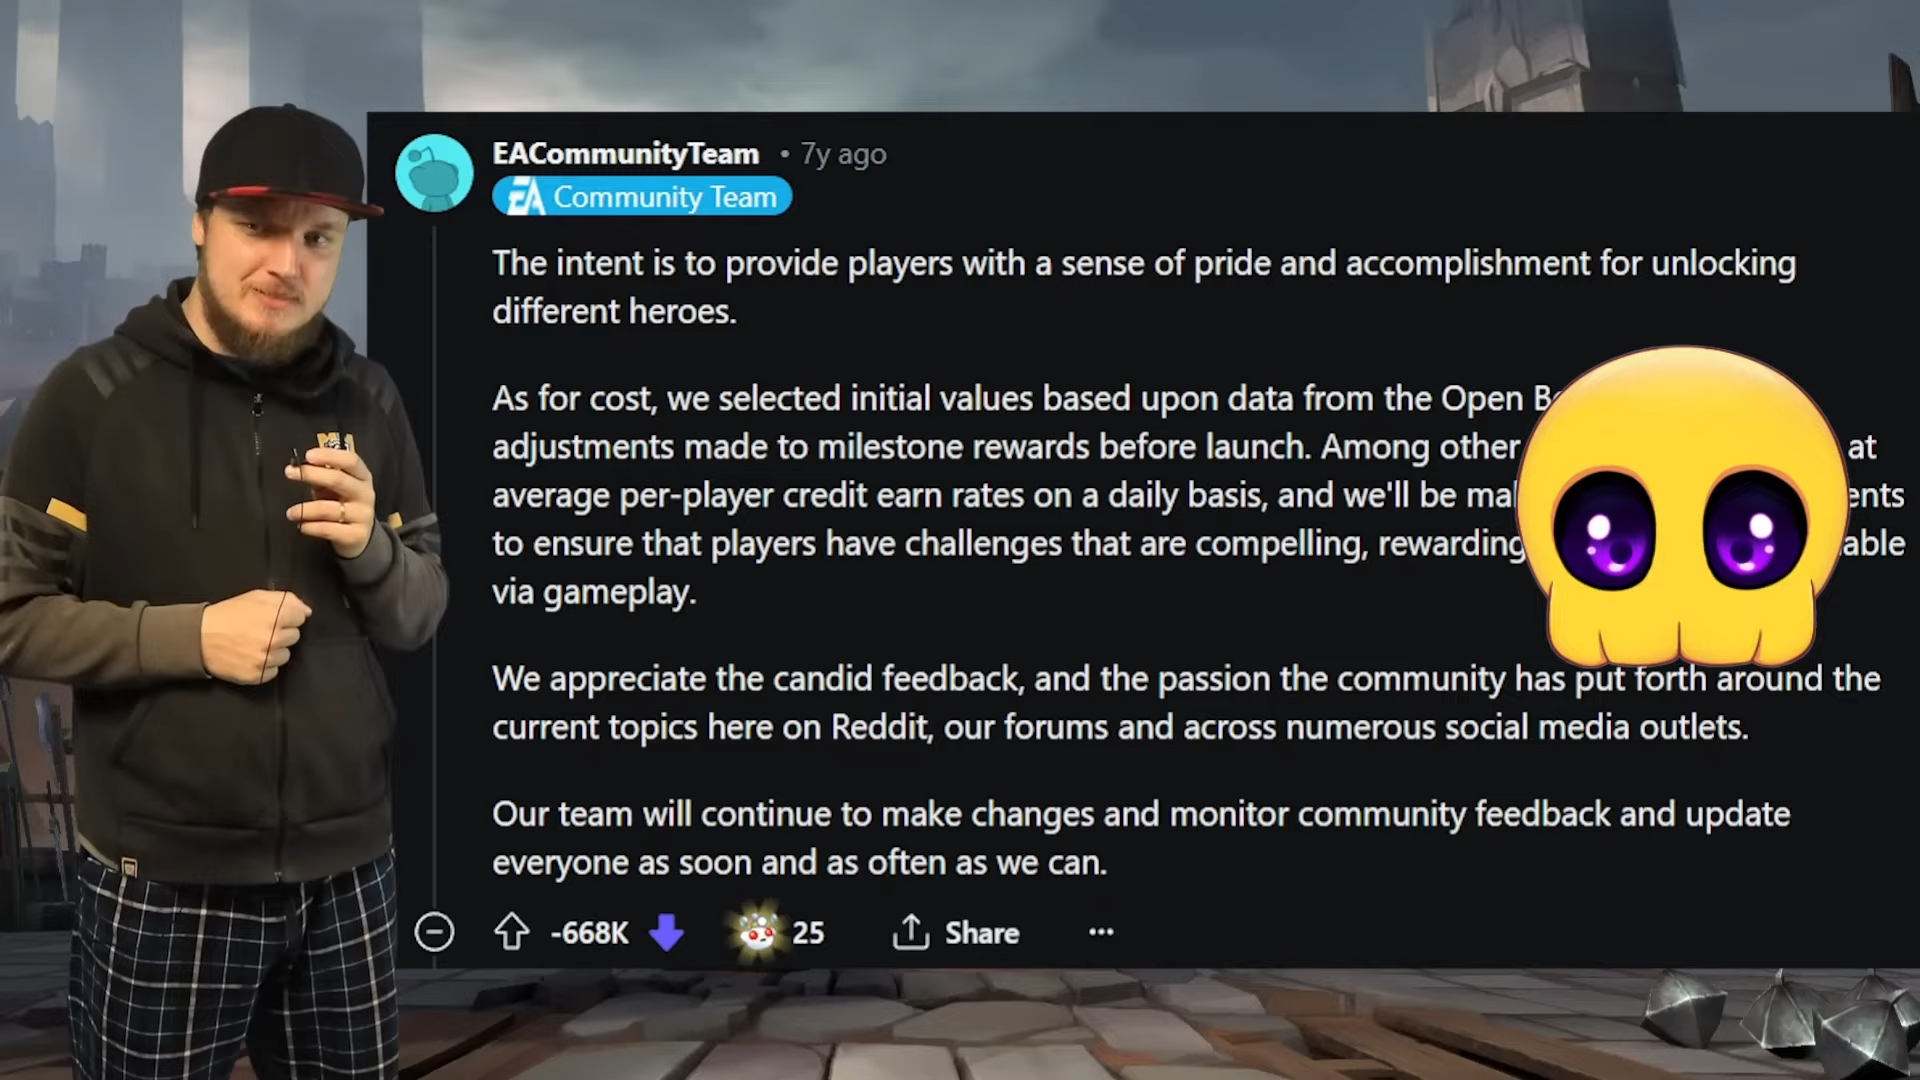 EACommunityTeam • 7y ago
EA Community Team
The intent is to provide players with a sense of pride and accomplishment for unlocking
different heroes.
As for cost, we selected initial values based upon data from the Open
adjustments made to milestone rewards before launch. Among other at
average per-player credit earn rates on a daily basis, and we'll be
to ensure that players have challenges that are compelling, rewarding
via gameplay.
We appreciate the candid feedback, and the passion the community has put forth around the
current topics here on Reddit, our forums and across numerous social media outlets.
Our team will continue to make changes and monitor community feedback and update
everyone as soon and as often as we can.
-668K 25 Share ...